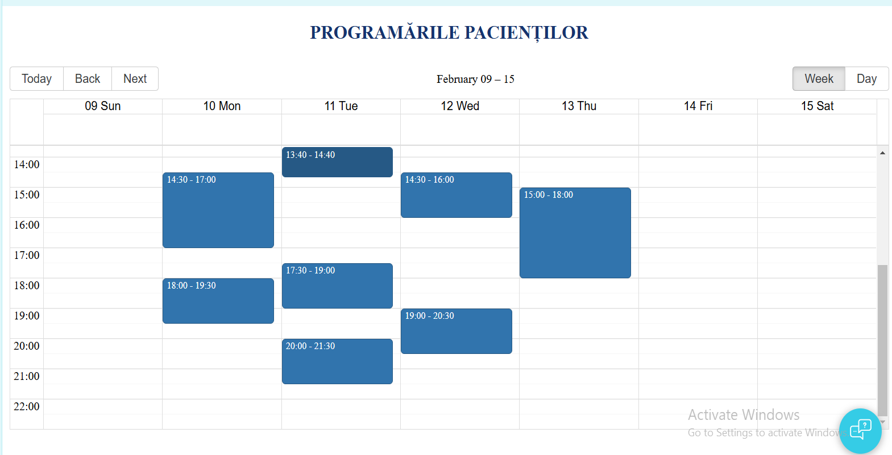 PROGRAMĂRILE PACIENȚILOR
Today Back Next
February 09 – 15
Week Day
09 Sun 10 Mon 11 Tue 12 Wed 13 Thu 14 Fri 15 Sat
13:40 - 14:40
14:00
14:30 - 17:00 14:30 - 16:00
15:00 15:00 - 18:00
16:00
17:00
17:30 - 19:00
18:00 18:00 - 19:30
19:00 19:00 - 20:30
20:00 20:00 - 21:30
21:00
22:00
Activate Windows
Go to Settings to activate